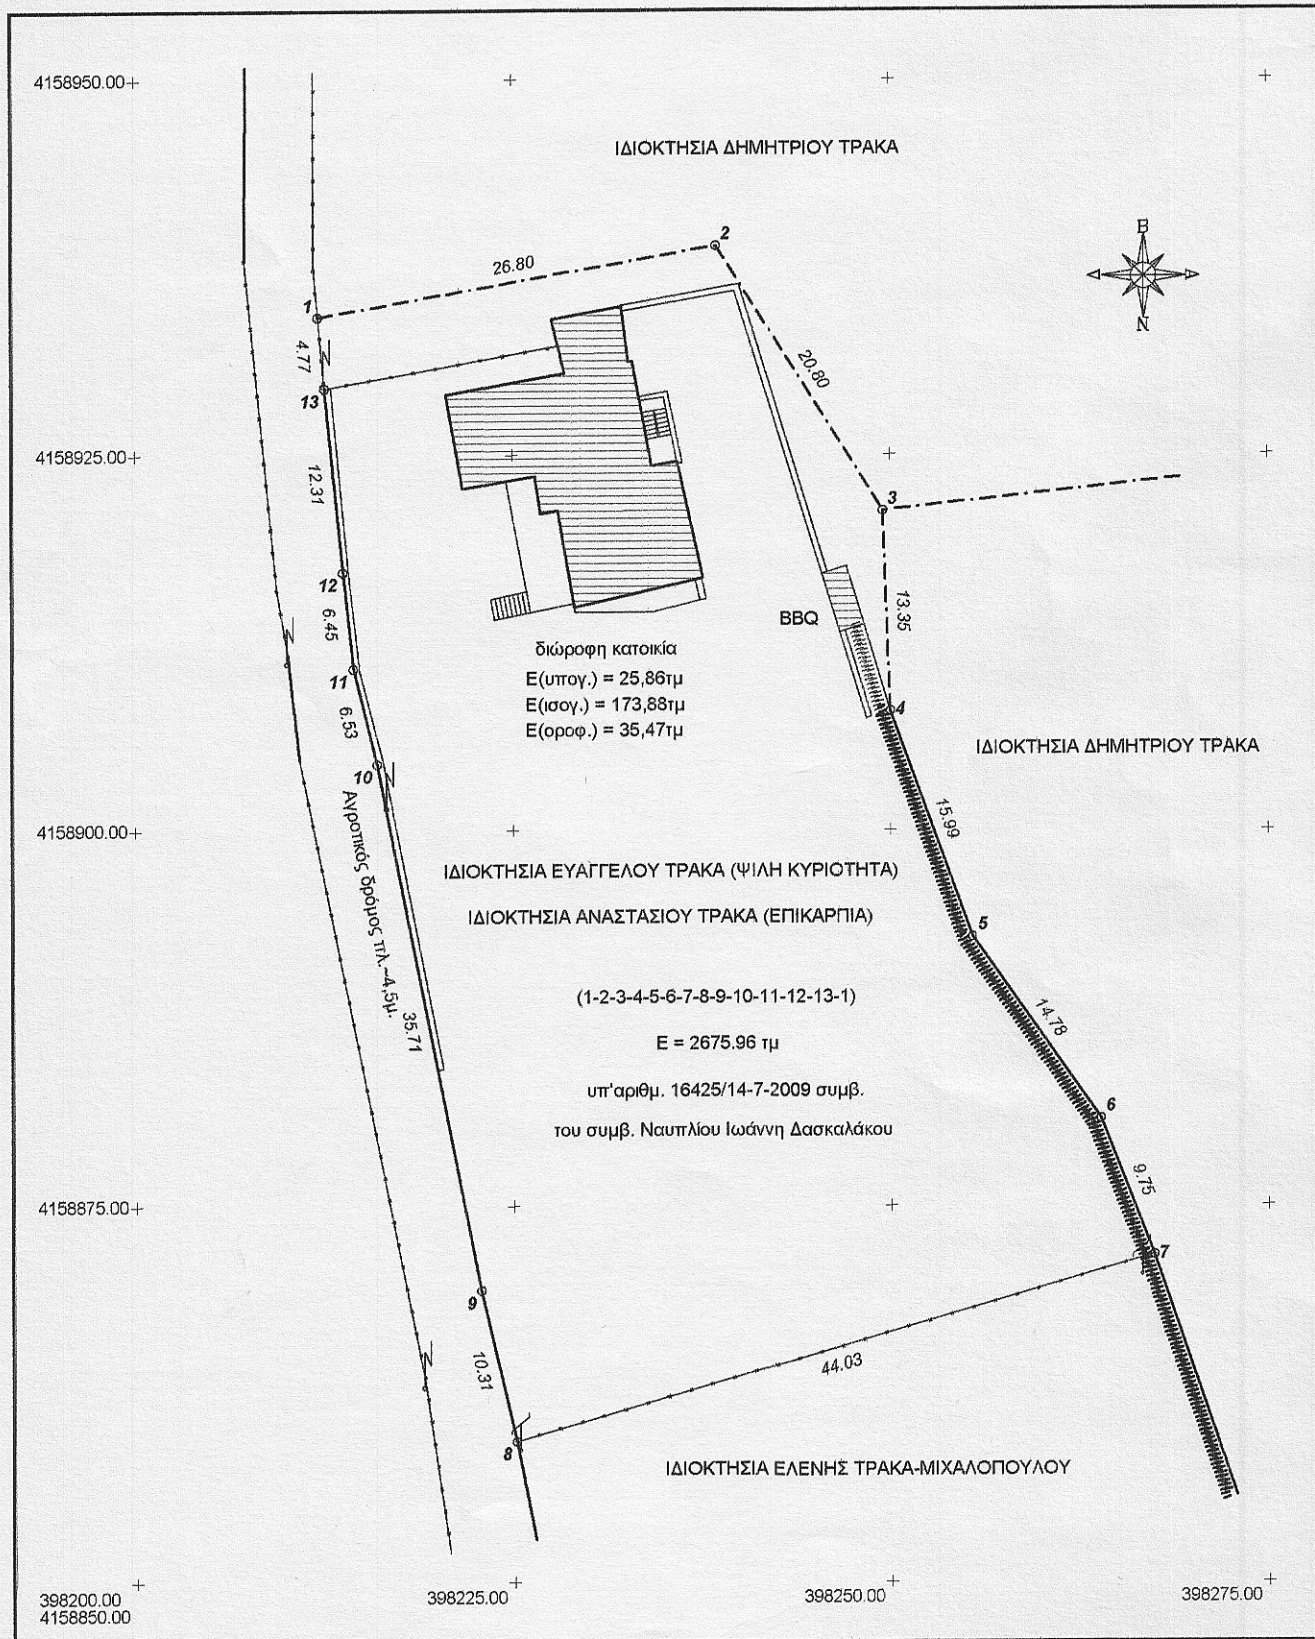 4158950.00
ΙΔΙΟΚΤΗΣΙΑ ΔΗΜΗΤΡΙΟΥ ΤΡΑΚΑ
Β
Ν
2
26.80
1
4.77
13
20.80
4158925.00
12.31
3
12
13.35
BBQ
6.45
διώροφη κατοικία
11
Ε(υπογ.) = 25,86τμ
Ε(ισογ.) = 173,88τμ
Ε(οροφ.) = 35,47τμ
6.53
4
ΙΔΙΟΚΤΗΣΙΑ ΔΗΜΗΤΡΙΟΥ ΤΡΑΚΑ
10
15.99
4158900.00
Αγροτικός δρόμος πλ.~4,5μ.
ΙΔΙΟΚΤΗΣΙΑ ΕΥΑΓΓΕΛΟΥ ΤΡΑΚΑ (ΨΙΛΗ ΚΥΡΙΟΤΗΤΑ)
ΙΔΙΟΚΤΗΣΙΑ ΑΝΑΣΤΑΣΙΟΥ ΤΡΑΚΑ (ΕΠΙΚΑΡΠΙΑ)
5
(1-2-3-4-5-6-7-8-9-10-11-12-13-1)
14.78
35.71
Ε = 2675.96 τμ
υπ'αριθμ. 16425/14-7-2009 συμβ.
6
του συμβ. Ναυπλίου Ιωάννη Δασκαλάκου
9.75
4158875.00
7
9
10.31
44.03
8
ΙΔΙΟΚΤΗΣΙΑ ΕΛΕΝΗΣ ΤΡΑΚΑ-ΜΙΧΑΛΟΠΟΥΛΟΥ
398200.00
4158850.00
398225.00
398250.00
398275.00